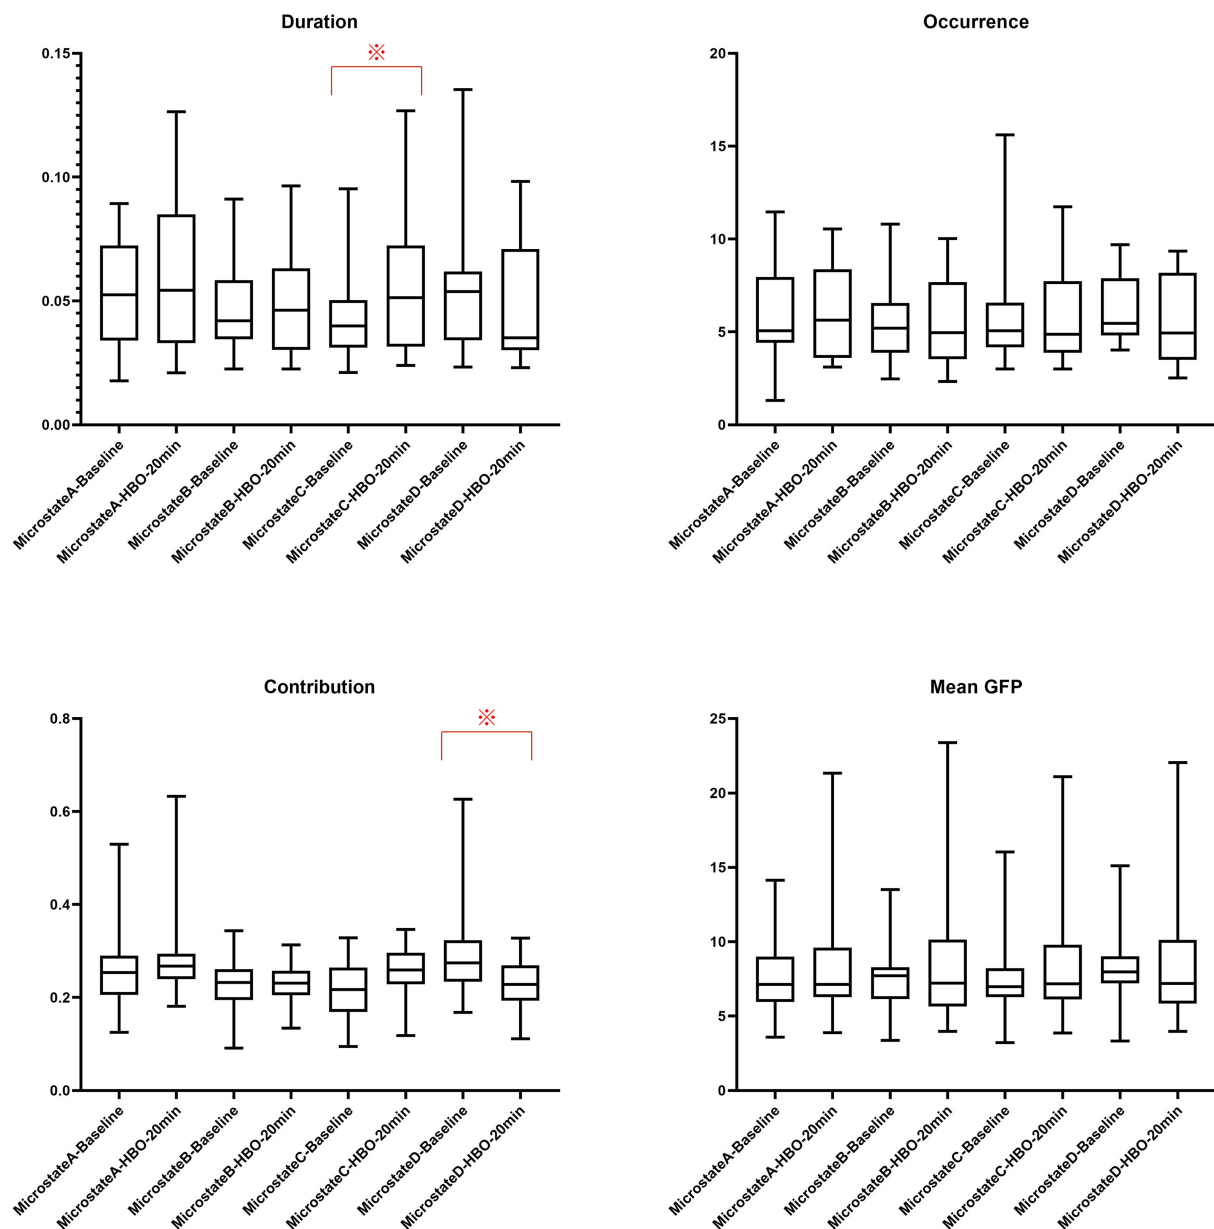 Duration
※
0.15
0.10
0.05
0.00
MicrostateA-Baseline
MicrostateA-HBO-20min
MicrostateB-Baseline
MicrostateB-HBO-20min
MicrostateC-Baseline
MicrostateC-HBO-20min
MicrostateD-Baseline
MicrostateD-HBO-20min
Occurrence
20
15
10
5
0
MicrostateA-Baseline
MicrostateA-HBO-20min
MicrostateB-Baseline
MicrostateB-HBO-20min
MicrostateC-Baseline
MicrostateC-HBO-20min
MicrostateD-Baseline
MicrostateD-HBO-20min
Contribution
※
0.8
0.6
0.4
0.2
0.0
MicrostateA-Baseline
MicrostateA-HBO-20min
MicrostateB-Baseline
MicrostateB-HBO-20min
MicrostateC-Baseline
MicrostateC-HBO-20min
MicrostateD-Baseline
MicrostateD-HBO-20min
Mean GFP
25
20
15
10
5
0
MicrostateA-Baseline
MicrostateA-HBO-20min
MicrostateB-Baseline
MicrostateB-HBO-20min
MicrostateC-Baseline
MicrostateC-HBO-20min
MicrostateD-Baseline
MicrostateD-HBO-20min